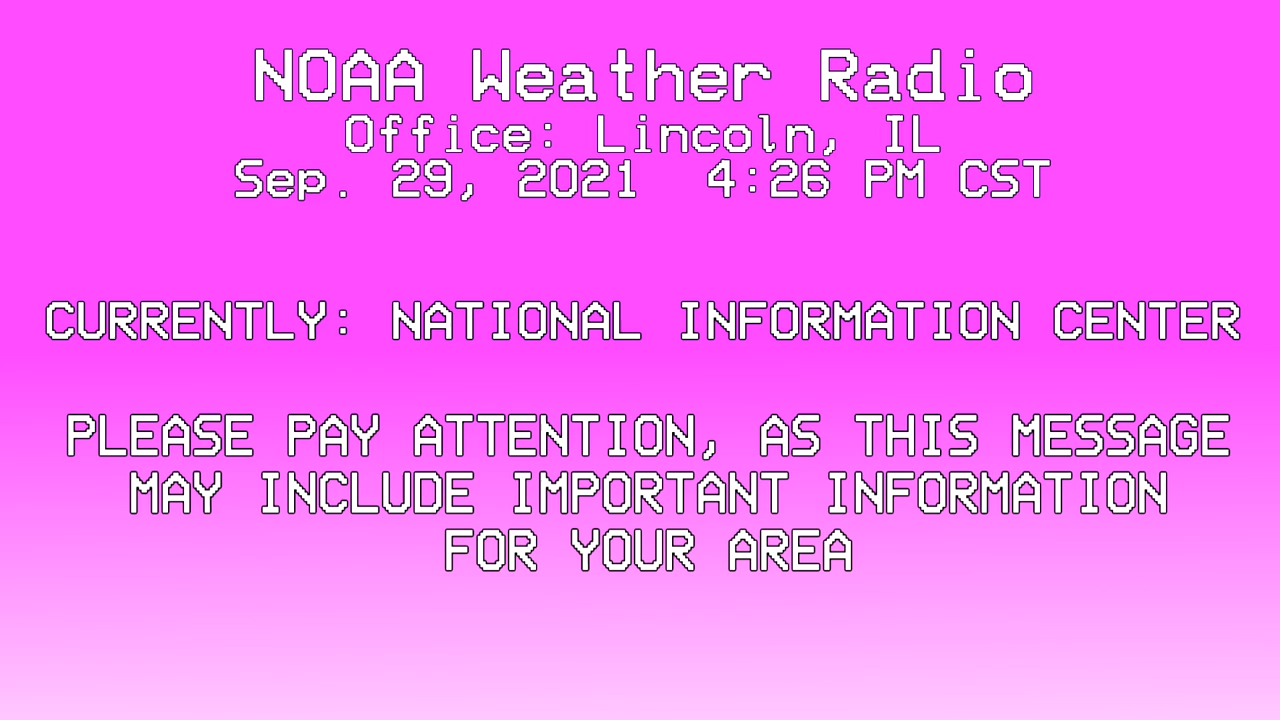 NOAA Weather Radio
Office: Lincoln, IL
Sep. 29, 2021  4:26 PM CST
CURRENTLY: NATIONAL INFORMATION CENTER
PLEASE PAY ATTENTION, AS THIS MESSAGE
MAY INCLUDE IMPORTANT INFORMATION
FOR YOUR AREA